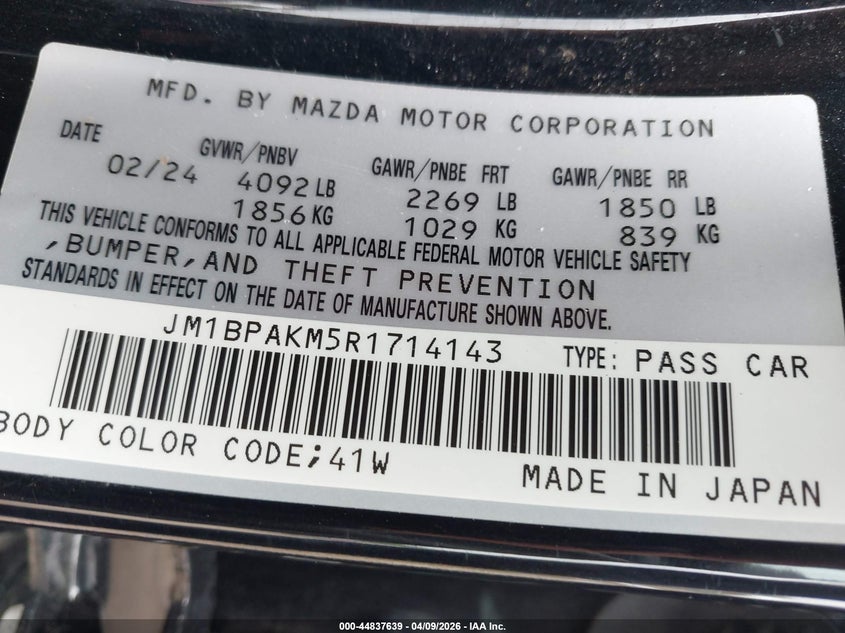 MFD. BY MAZDA MOTOR CORPORATION
DATE GVWR/PNBV GAWR/PNBE FRT GAWR/PNBE RR
02/24 4092 LB 2269 LB 1850 LB
1856 KG 1029 KG 839 KG
THIS VEHICLE CONFORMS TO ALL APPLICABLE FEDERAL MOTOR VEHICLE SAFETY
,BUMPER,AND THEFT PREVENTION
STANDARDS IN EFFECT ON THE DATE OF MANUFACTURE SHOWN ABOVE.
JM1BPAKM5R1714143 TYPE: PASS CAR
BODY COLOR CODE;41W MADE IN JAPAN
000-44837639 - 04/09/2026 - IAA Inc.